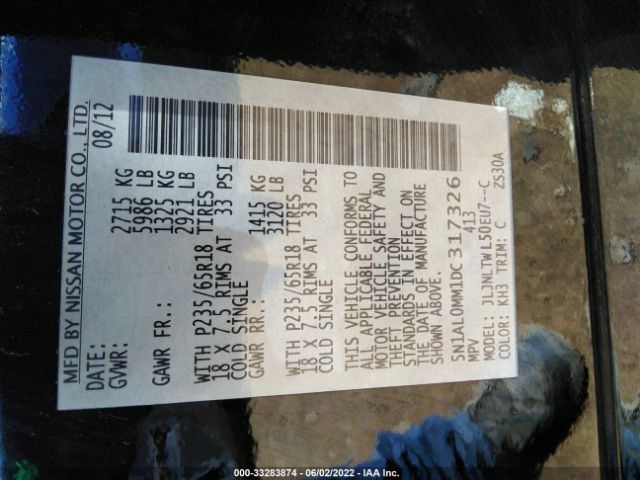 MFD BY NISSAN MOTOR CO., LTD.
DATE: 08/12
GVWR: 2715 KG
5986 LB
GAWR FR.: 1325 KG
2921 LB
WITH P235/65R18 TIRES
18 X 7.5 RIMS AT 33 PSI
COLD SINGLE
GAWR RR.: 1415 KG
3120 LB
WITH P235/65R18 TIRES
18 X 7.5 RIMS AT 33 PSI
COLD SINGLE
THIS VEHICLE CONFORMS TO
ALL APPLICABLE FEDERAL
MOTOR VEHICLE SAFETY AND
THEFT PREVENTION
STANDARDS IN EFFECT ON
THE DATE OF MANUFACTURE
SHOWN ABOVE.
5N1AL0MM1DC317326
MPV 413
MODEL: JLJNLTWL50EU7--C
COLOR: KH3 TRIM: C ZS30A
000-33283874 - 06/02/2022 - IAA Inc.